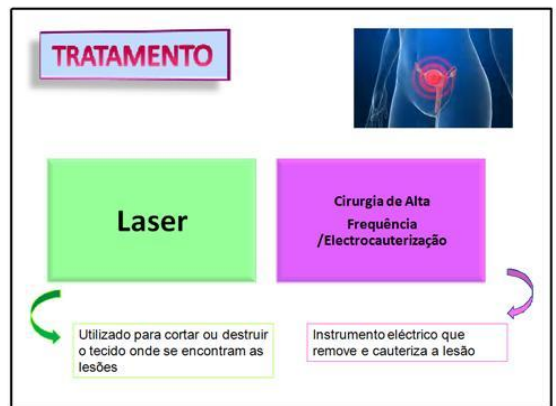 TRATAMENTO
Laser
Cirurgia de Alta
Frequência
/Electrocauterização
Utilizado para cortar ou destruir
o tecido onde se encontram as
lesões
Instrumento eléctrico que
remove e cauteriza a lesão